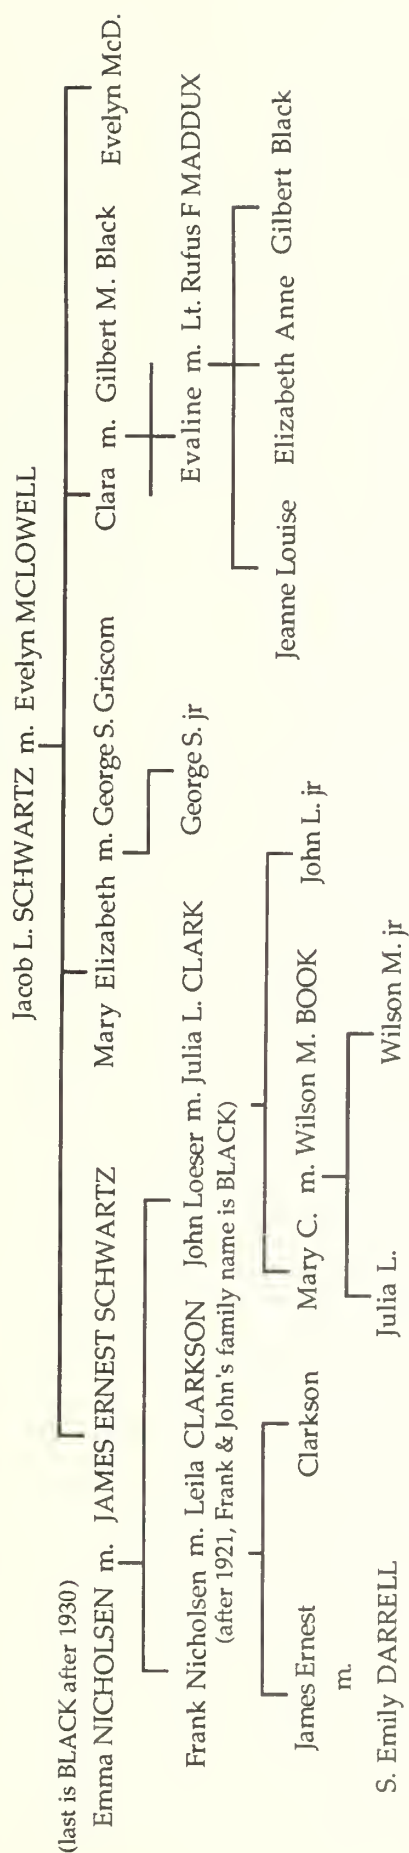 Jacob L. SCHWARTZ m. Evelyn MCLOWELL
(last is BLACK after 1930)
Emma NICHOLSEN m. JAMES ERNEST SCHWARTZ Mary Elizabeth m. George S. Griscom Clara m. Gilbert M. Black Evelyn McD.
Frank Nicholsen m. Leila CLARKSON John Loeser m. Julia L. CLARK George S. jr Evaline m. Lt. Rufus F MADDUX
(after 1921, Frank & John's family name is BLACK)
James Ernest Clarkson Mary C. m. Wilson M. BOOK John L. jr Jeanne Louise Elizabeth Anne Gilbert Black
m.
S. Emily DARRELL Julia L. Wilson M. jr